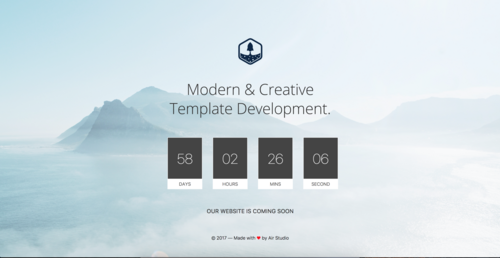 Modern & Creative
Template Development.
58 02 26 06
DAYS HOURS MINS SECOND
OUR WEBSITE IS COMING SOON
© 2017 — Made with ❤ by Air Studio